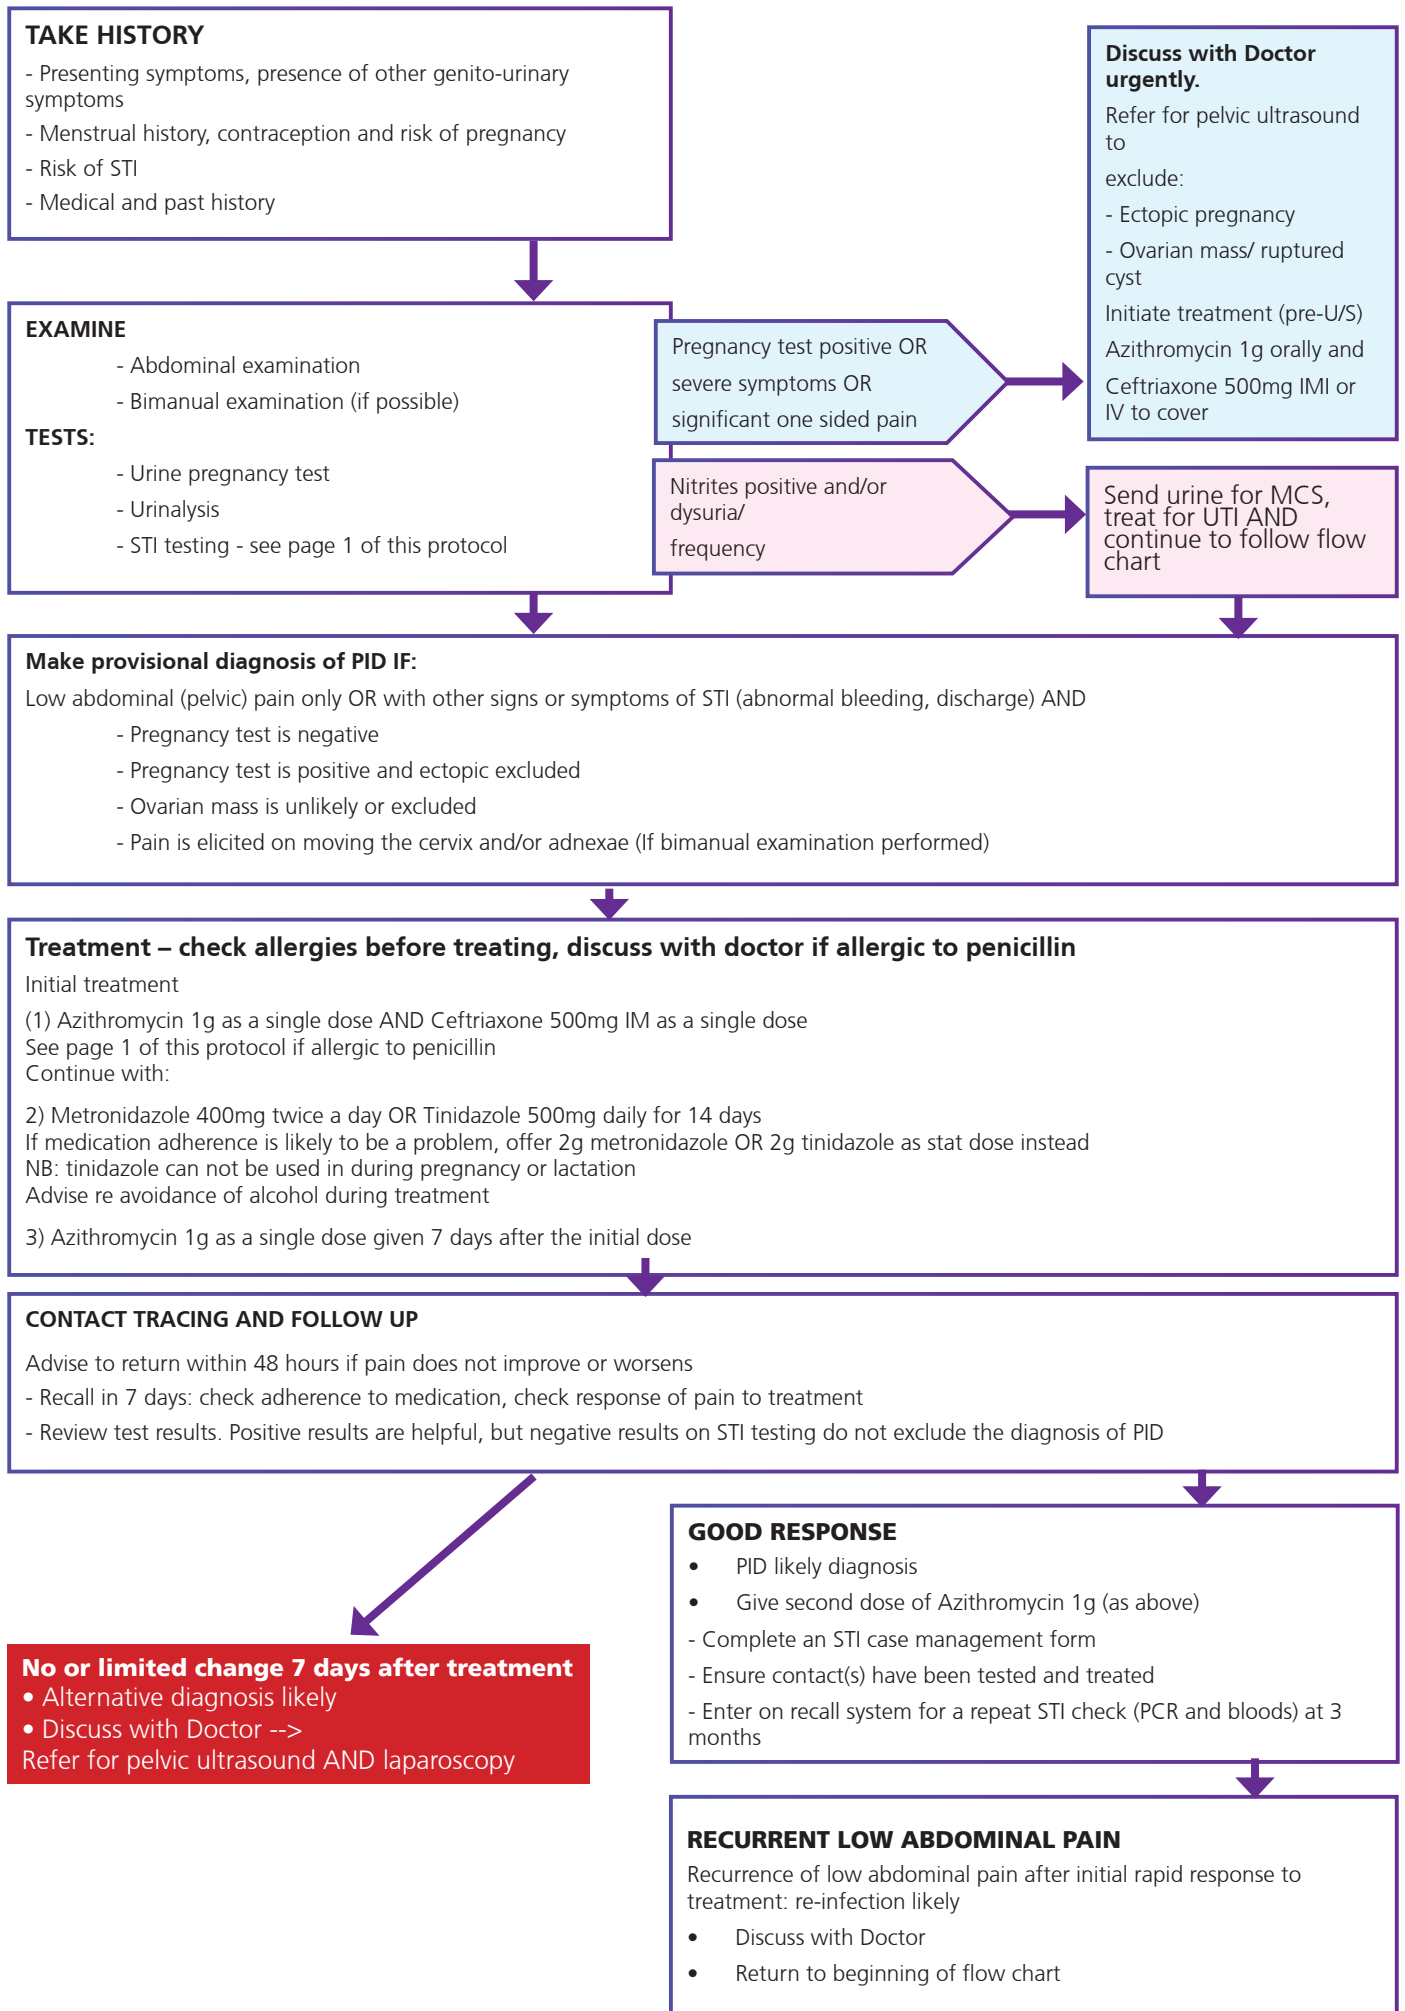 TAKE HISTORY
- Presenting symptoms, presence of other genito-urinary
symptoms
- Menstrual history, contraception and risk of pregnancy
- Risk of STI
- Medical and past history
Discuss with Doctor
urgently.
Refer for pelvic ultrasound
to
exclude:
- Ectopic pregnancy
- Ovarian mass/ ruptured
cyst
Initiate treatment (pre-U/S)
Azithromycin 1g orally and
Ceftriaxone 500mg IMI or
IV to cover
EXAMINE
- Abdominal examination
- Bimanual examination (if possible)
TESTS:
- Urine pregnancy test
- Urinalysis
- STI testing - see page 1 of this protocol
Pregnancy test positive OR
severe symptoms OR
significant one sided pain
Nitrites positive and/or
dysuria/
frequency
Send urine for MCS,
treat for UTI AND
continue to follow flow
chart
Make provisional diagnosis of PID IF:
Low abdominal (pelvic) pain only OR with other signs or symptoms of STI (abnormal bleeding, discharge) AND
- Pregnancy test is negative
- Pregnancy test is positive and ectopic excluded
- Ovarian mass is unlikely or excluded
- Pain is elicited on moving the cervix and/or adnexae (If bimanual examination performed)
Treatment – check allergies before treating, discuss with doctor if allergic to penicillin
Initial treatment
(1) Azithromycin 1g as a single dose AND Ceftriaxone 500mg IM as a single dose
See page 1 of this protocol if allergic to penicillin
Continue with:
2) Metronidazole 400mg twice a day OR Tinidazole 500mg daily for 14 days
If medication adherence is likely to be a problem, offer 2g metronidazole OR 2g tinidazole as stat dose instead
NB: tinidazole can not be used in during pregnancy or lactation
Advise re avoidance of alcohol during treatment
3) Azithromycin 1g as a single dose given 7 days after the initial dose
CONTACT TRACING AND FOLLOW UP
Advise to return within 48 hours if pain does not improve or worsens
- Recall in 7 days: check adherence to medication, check response of pain to treatment
- Review test results. Positive results are helpful, but negative results on STI testing do not exclude the diagnosis of PID
No or limited change 7 days after treatment
• Alternative diagnosis likely
• Discuss with Doctor -->
Refer for pelvic ultrasound AND laparoscopy
GOOD RESPONSE
• PID likely diagnosis
• Give second dose of Azithromycin 1g (as above)
- Complete an STI case management form
- Ensure contact(s) have been tested and treated
- Enter on recall system for a repeat STI check (PCR and bloods) at 3
months
RECURRENT LOW ABDOMINAL PAIN
Recurrence of low abdominal pain after initial rapid response to
treatment: re-infection likely
• Discuss with Doctor
• Return to beginning of flow chart